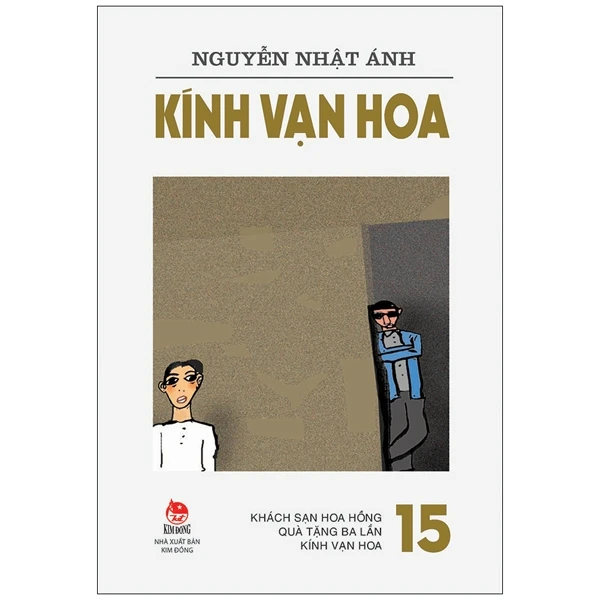 NGUYỄN NHẬT ÁNH
KÍNH VẠN HOA
KHÁCH SẠN HOA HỒNG
QUÀ TẶNG BA LẦN
KÍNH VẠN HOA
15
KIM ĐỒNG
NHÀ XUẤT BẢN
KIM ĐỒNG